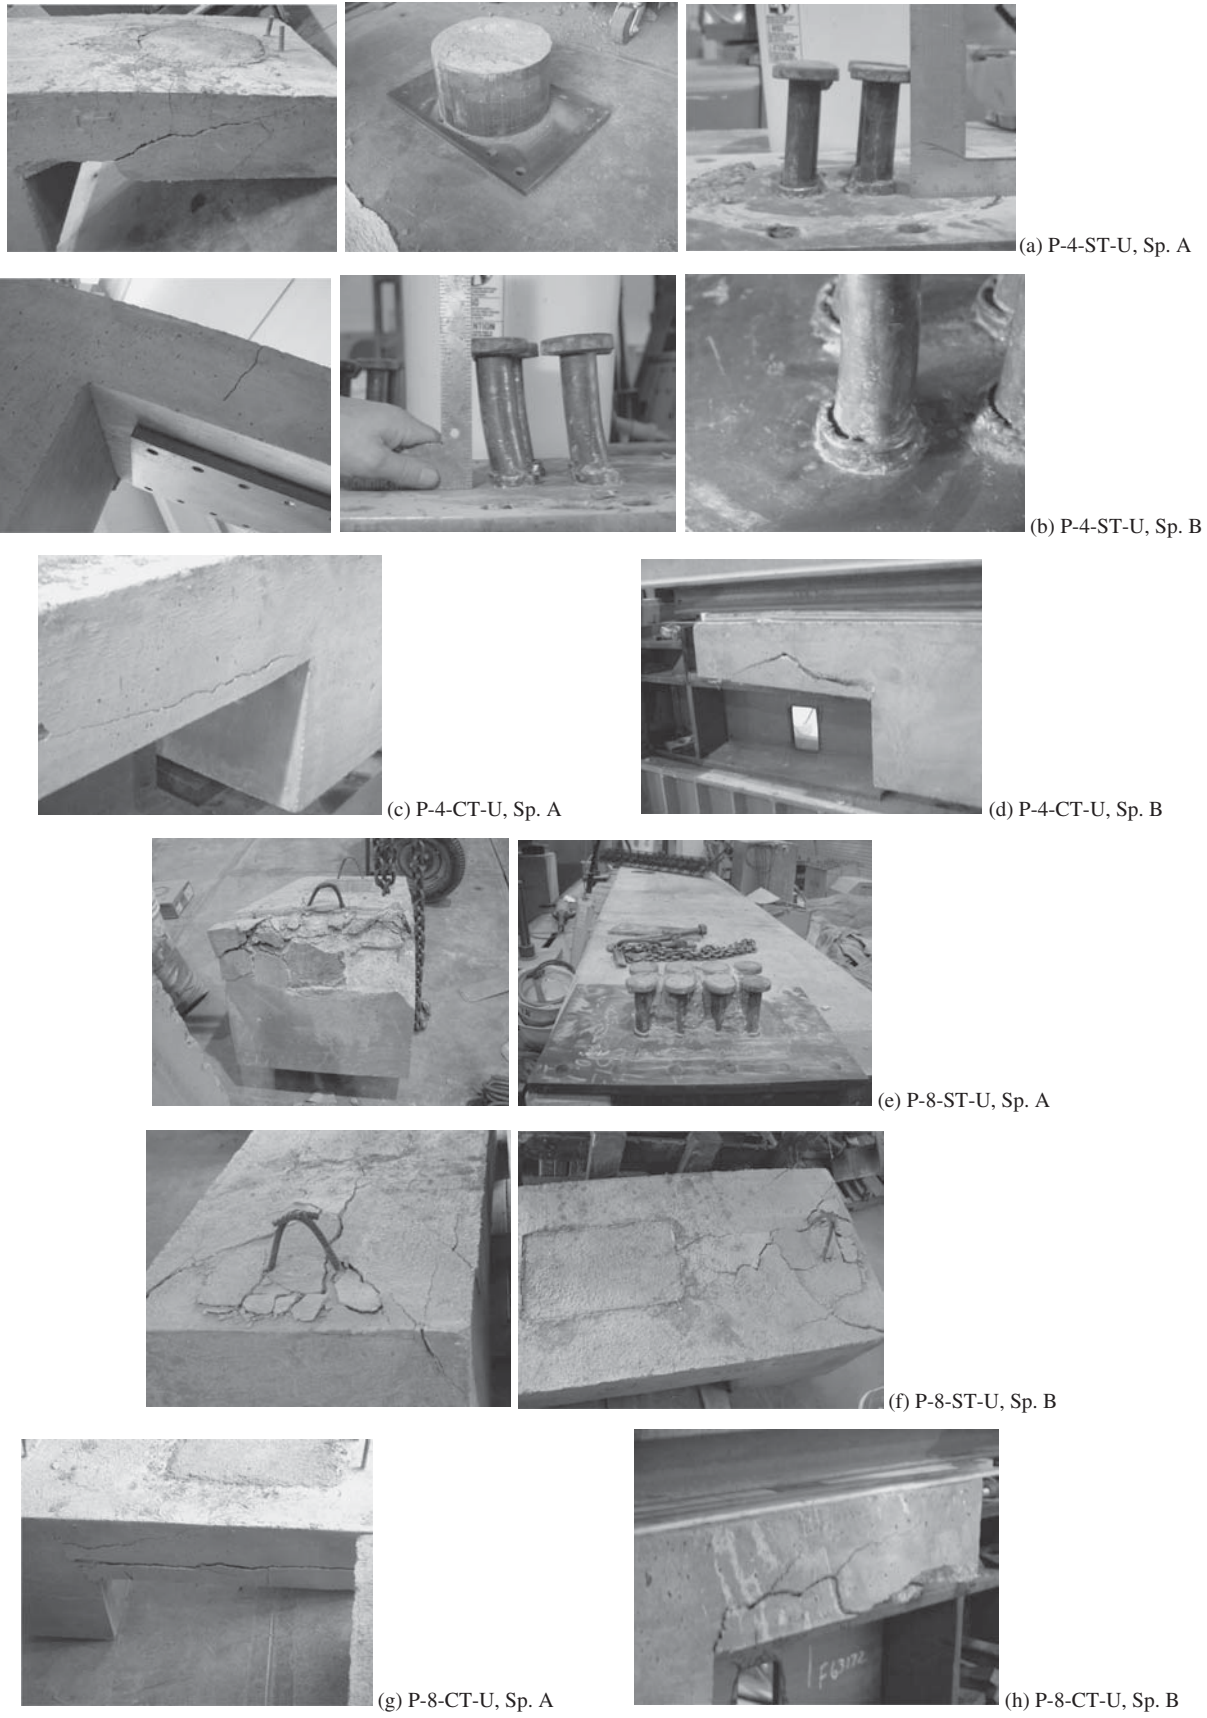 (a) P-4-ST-U, Sp. A
NTION
(b) P-4-ST-U, Sp. B
(c) P-4-CT-U, Sp. A
(d) P-4-CT-U, Sp. B
(e) P-8-ST-U, Sp. A
(f) P-8-ST-U, Sp. B
F63172
(g) P-8-CT-U, Sp. A
(h) P-8-CT-U, Sp. B